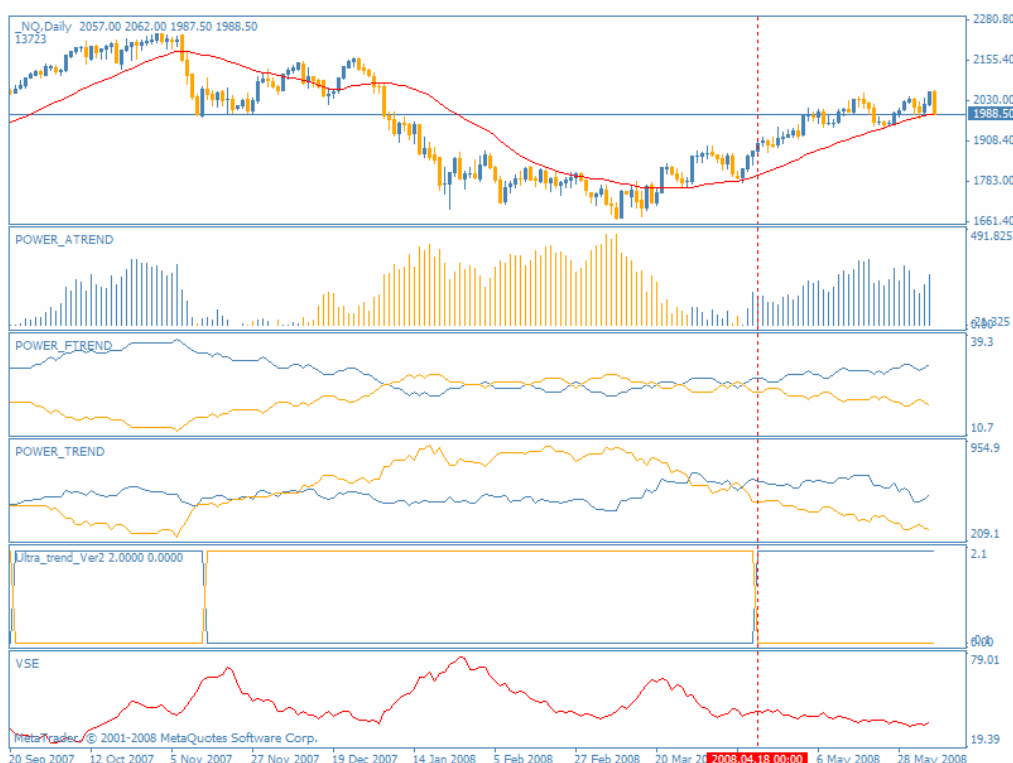 _NQ,Daily 2057.00 2062.00 1987.50 1988.50
13723
2280.80
2155.40
2030.00
1988.50
1908.40
1783.00
1661.40
POWER_ATREND
491.825
POWER_FTREND
39.3
10.7
POWER_TREND
954.9
209.1
Ultra_trend_Ver2 2.0000 0.0000
2.1
VSE
79.01
19.39
MetaTrader, © 2001-2008 MetaQuotes Software Corp.
20 Sep 2007 12 Oct 2007 5 Nov 2007 27 Nov 2007 19 Dec 2007 14 Jan 2008 5 Feb 2008 27 Feb 2008 20 Mar 2008.04.18 00:00 6 May 2008 28 May 2008